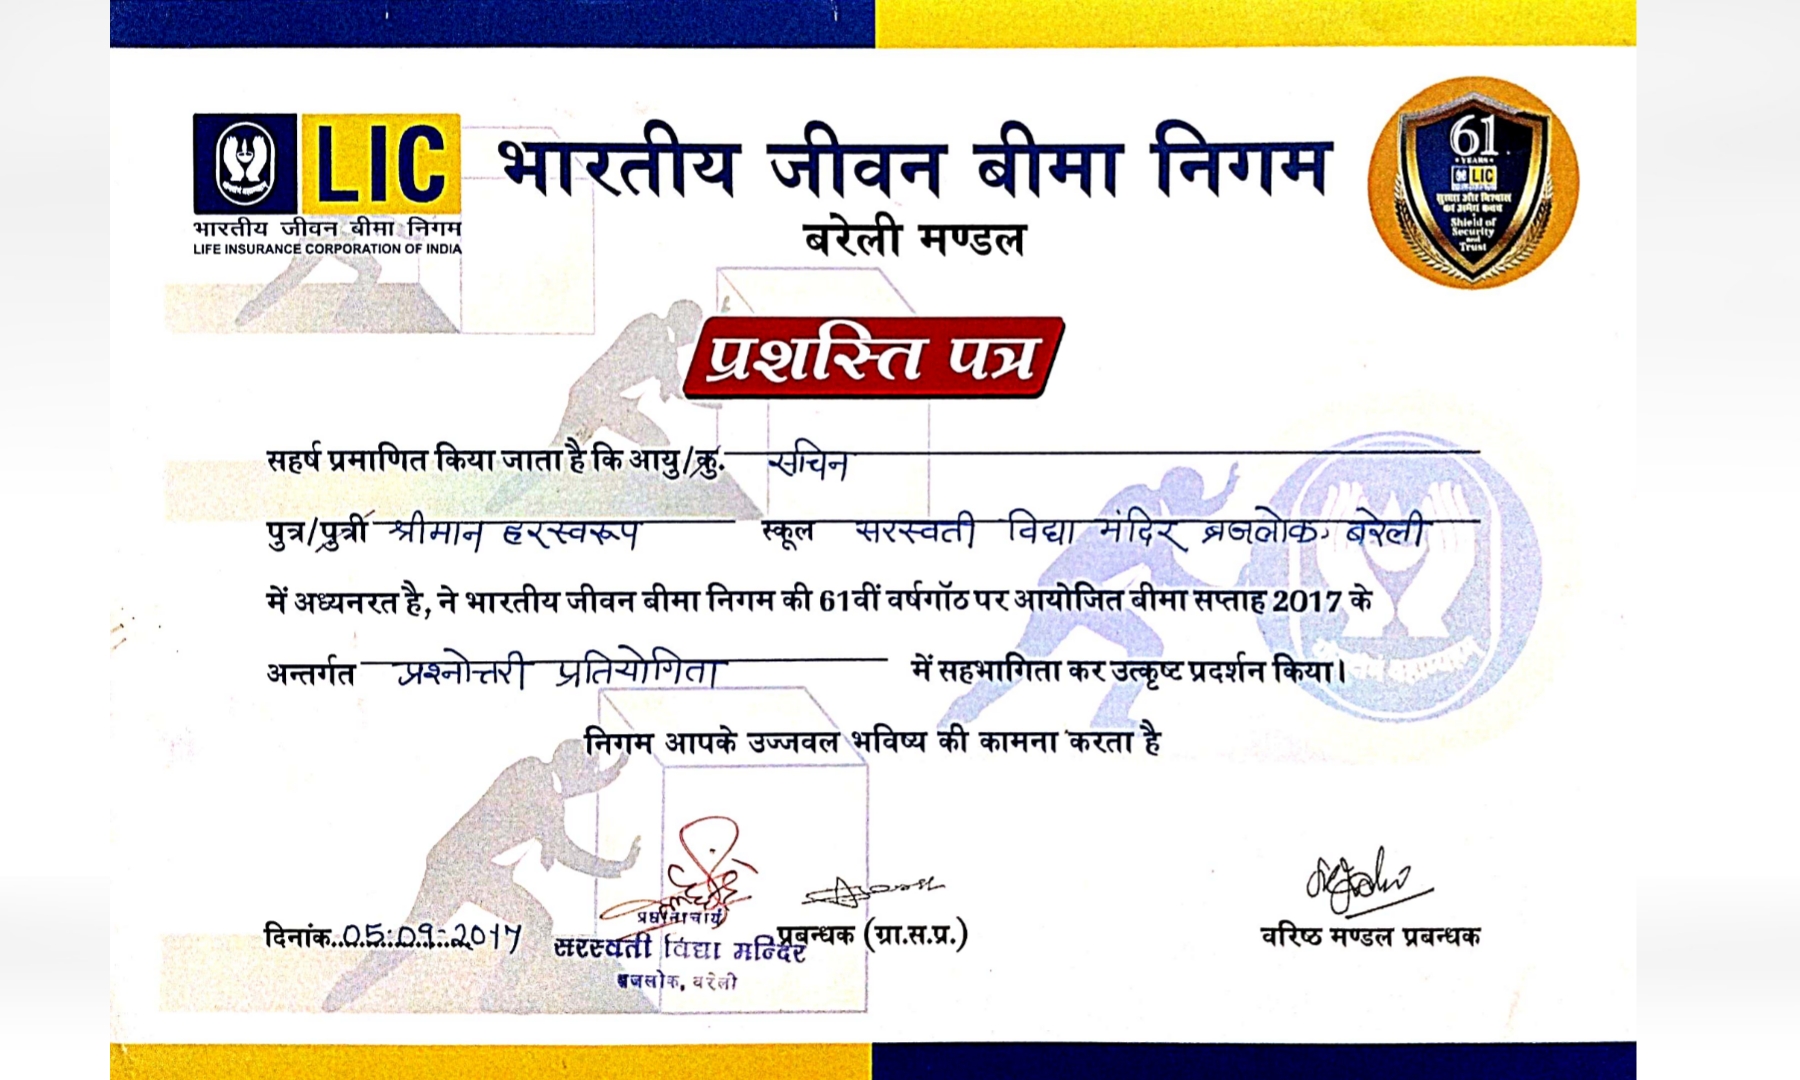 LIC
भारतीय जीवन बीमा निगम
LIFE INSURANCE CORPORATION OF INDIA
भारतीय जीवन बीमा निगम
बरेली मण्डल
61
YEARS
LIC
सुरक्षा और विश्वास
का अभेद्य कवच
Shield of
Security
and
Trust
प्रशस्ति पत्र
सहर्ष प्रमाणित किया जाता है कि आयु/क्रु. सचिन
पुत्र/पुत्री श्रीमान हरस्वरूप स्कूल सरस्वती विद्या मंदिर ब्रजलोक, बरेली
में अध्यनरत है, ने भारतीय जीवन बीमा निगम की 61वीं वर्षगाँठ पर आयोजित बीमा सप्ताह 2017 के
अन्तर्गत प्रश्नोत्तरी प्रतियोगिता में सहभागिता कर उत्कृष्ट प्रदर्शन किया।
निगम आपके उज्जवल भविष्य की कामना करता है
दिनांक..05:09:2017
प्रधानाचार्य
सरस्वती विद्या मन्दिर
ब्रजलोक, बरेली
प्रबन्धक (ग्रा.स.प्र.)
वरिष्ठ मण्डल प्रबन्धक